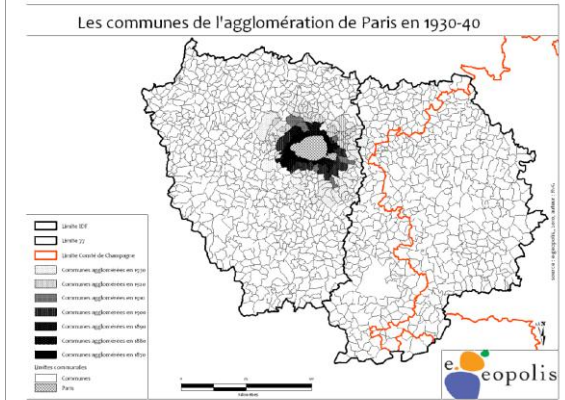 Les communes de l'agglomération de Paris en 1930-40
Limite IDF
Limite 77
Limite Comté de Champagne
Communes agglomérées en 1930
Communes agglomérées en 1920
Communes agglomérées en 1910
Communes agglomérées en 1900
Communes agglomérées en 1890
Communes agglomérées en 1880
Communes agglomérées en 1870
Limites communales
Communes
Paris
Kilomètres
N
e.
eopolis